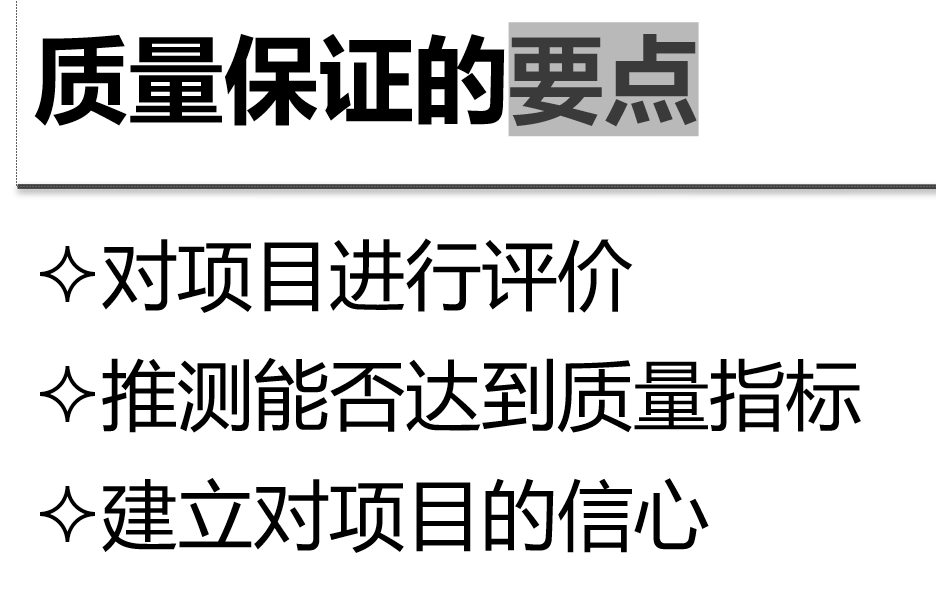 质量保证的要点
✧对项目进行评价
✧推测能否达到质量指标
✧建立对项目的信心